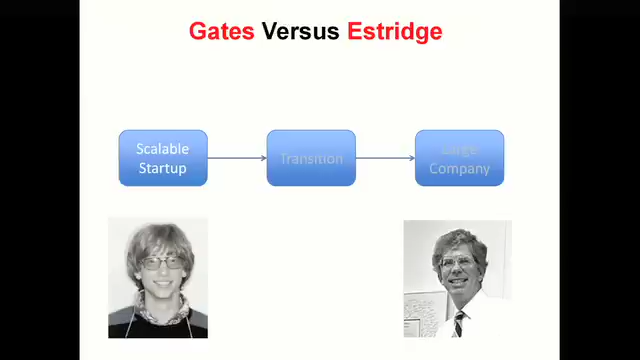 Gates Versus Estridge
Scalable
Startup
Transition
Large
Company